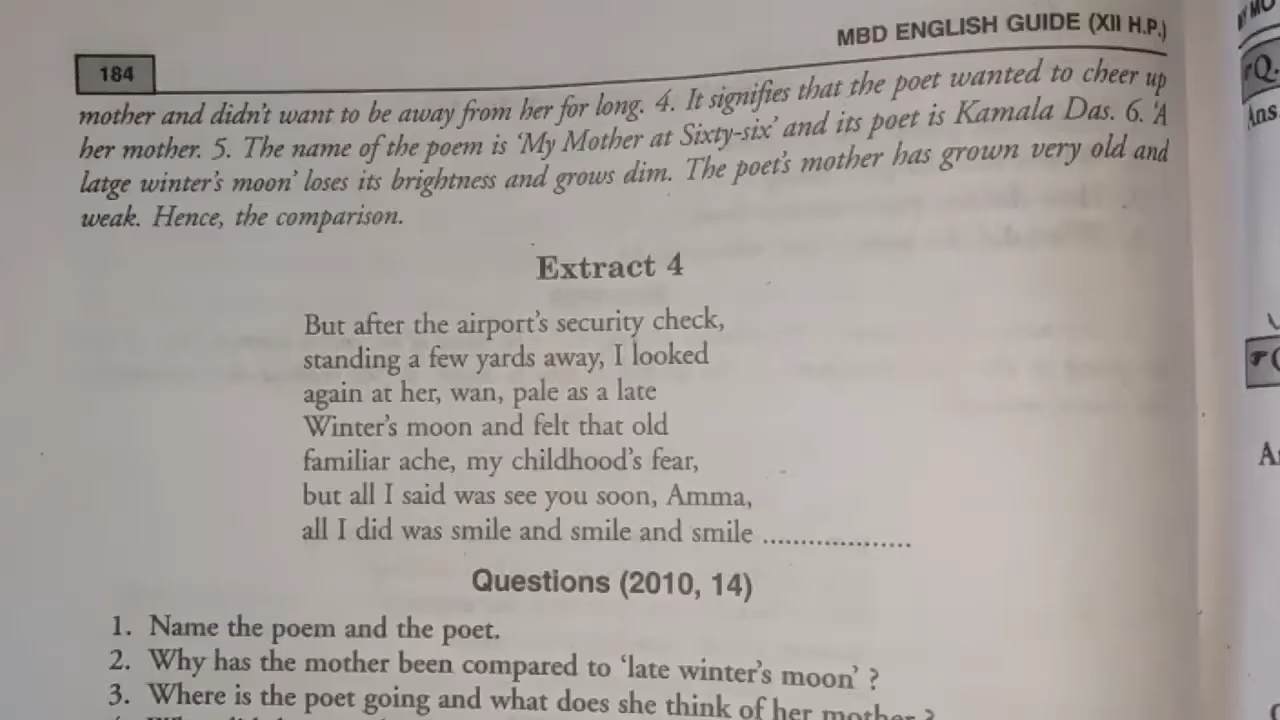 MBD ENGLISH GUIDE (XII H.P.)
184
mother and didn't want to be away from her for long. 4. It signifies that the poet wanted to cheer up
her mother. 5. The name of the poem is 'My Mother at Sixty-six' and its poet is Kamala Das. 6. 'A
latge winter's moon' loses its brightness and grows dim. The poet's mother has grown very old and
weak. Hence, the comparison.
Extract 4
But after the airport's security check,
standing a few yards away, I looked
again at her, wan, pale as a late
Winter's moon and felt that old
familiar ache, my childhood's fear,
but all I said was see you soon, Amma,
all I did was smile and smile and smile ....................
Questions (2010, 14)
1. Name the poem and the poet.
2. Why has the mother been compared to 'late winter's moon' ?
3. Where is the poet going and what does she think of her mother ?
MY MO
Q.
Ans.